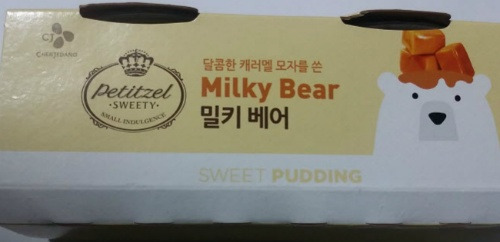 CJ
CHEILJEDANG
Petitzel
SWEETY
SMALL INDULGENCE
달콤한 캐러멜 모자를 쓴
Milky Bear
밀키 베어
SWEET PUDDING